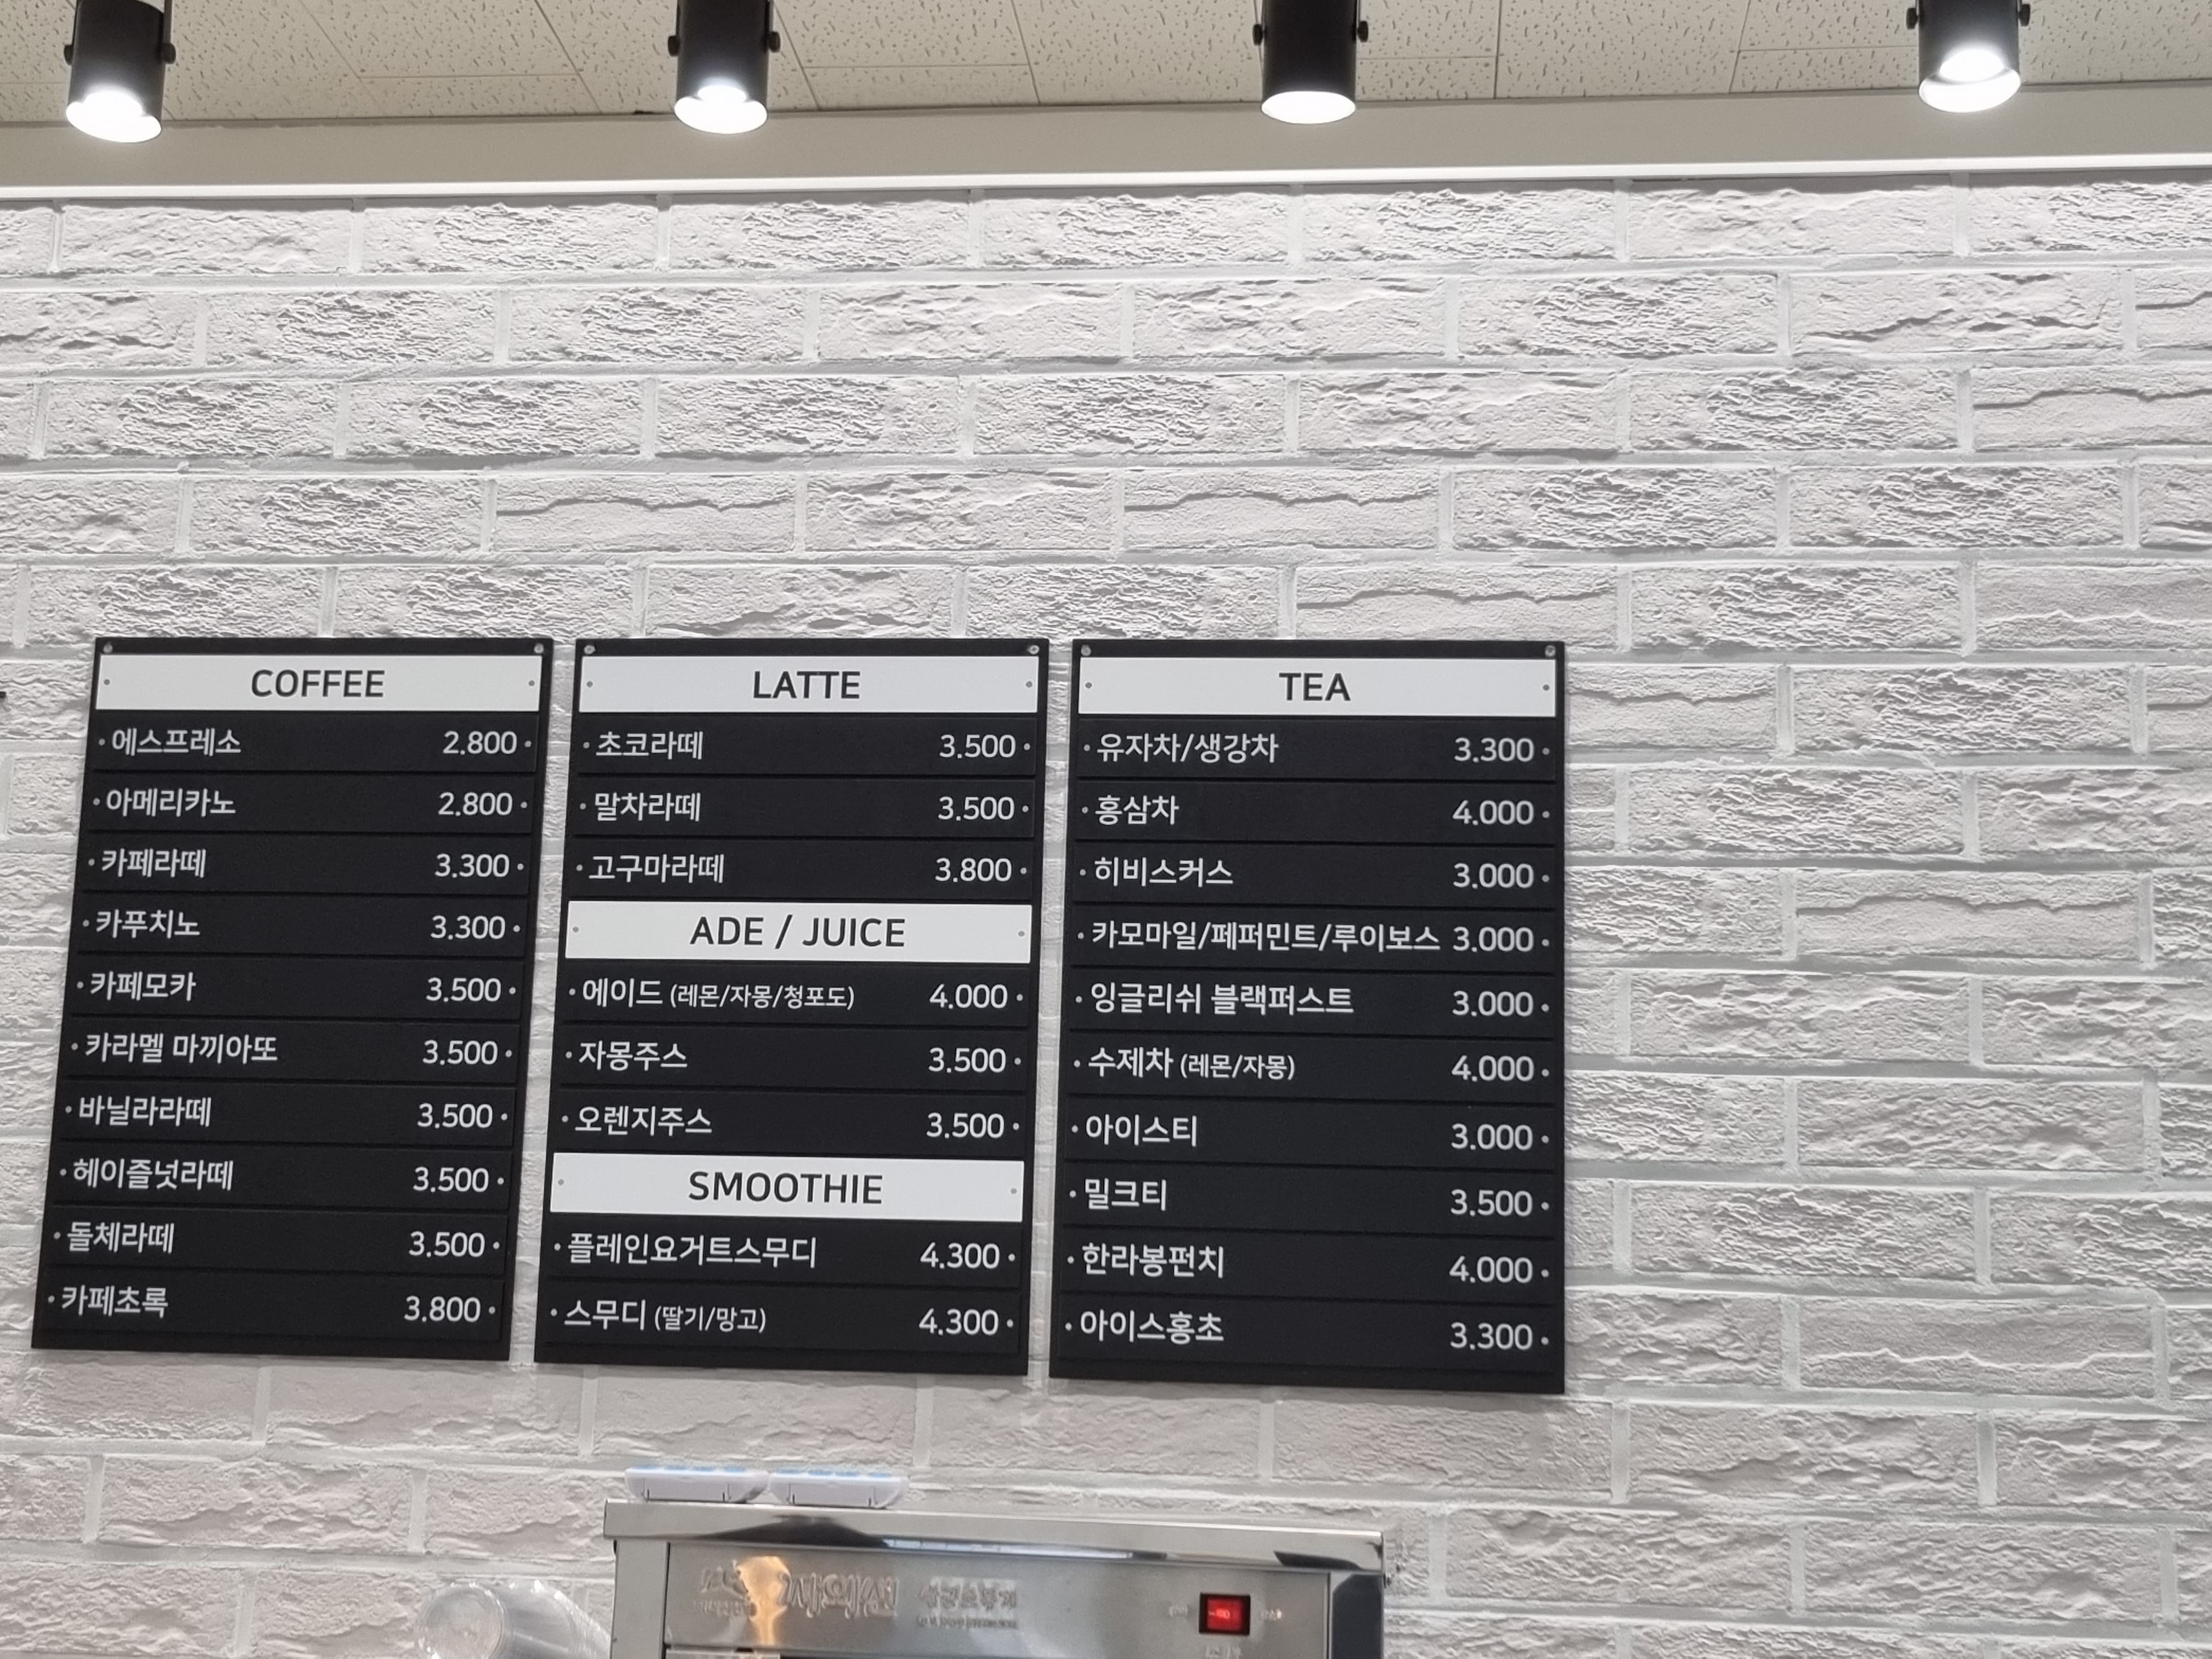 COFFEE
에스프레소 2.800
아메리카노 2.800
카페라떼 3.300
카푸치노 3.300
카페모카 3.500
카라멜 마끼아또 3.500
바닐라라떼 3.500
헤이즐넛라떼 3.500
돌체라떼 3.500
카페초록 3.800
LATTE
초코라떼 3.500
말차라떼 3.500
고구마라떼 3.800
ADE / JUICE
에이드 (레몬/자몽/청포도) 4.000
자몽주스 3.500
오렌지주스 3.500
SMOOTHIE
플레인요거트스무디 4.300
스무디 (딸기/망고) 4.300
TEA
유자차/생강차 3.300
홍삼차 4.000
히비스커스 3.000
카모마일/페퍼민트/루이보스 3.000
잉글리쉬 블랙퍼스트 3.000
수제차 (레몬/자몽) 4.000
아이스티 3.000
밀크티 3.500
한라봉펀치 4.000
아이스홍초 3.300